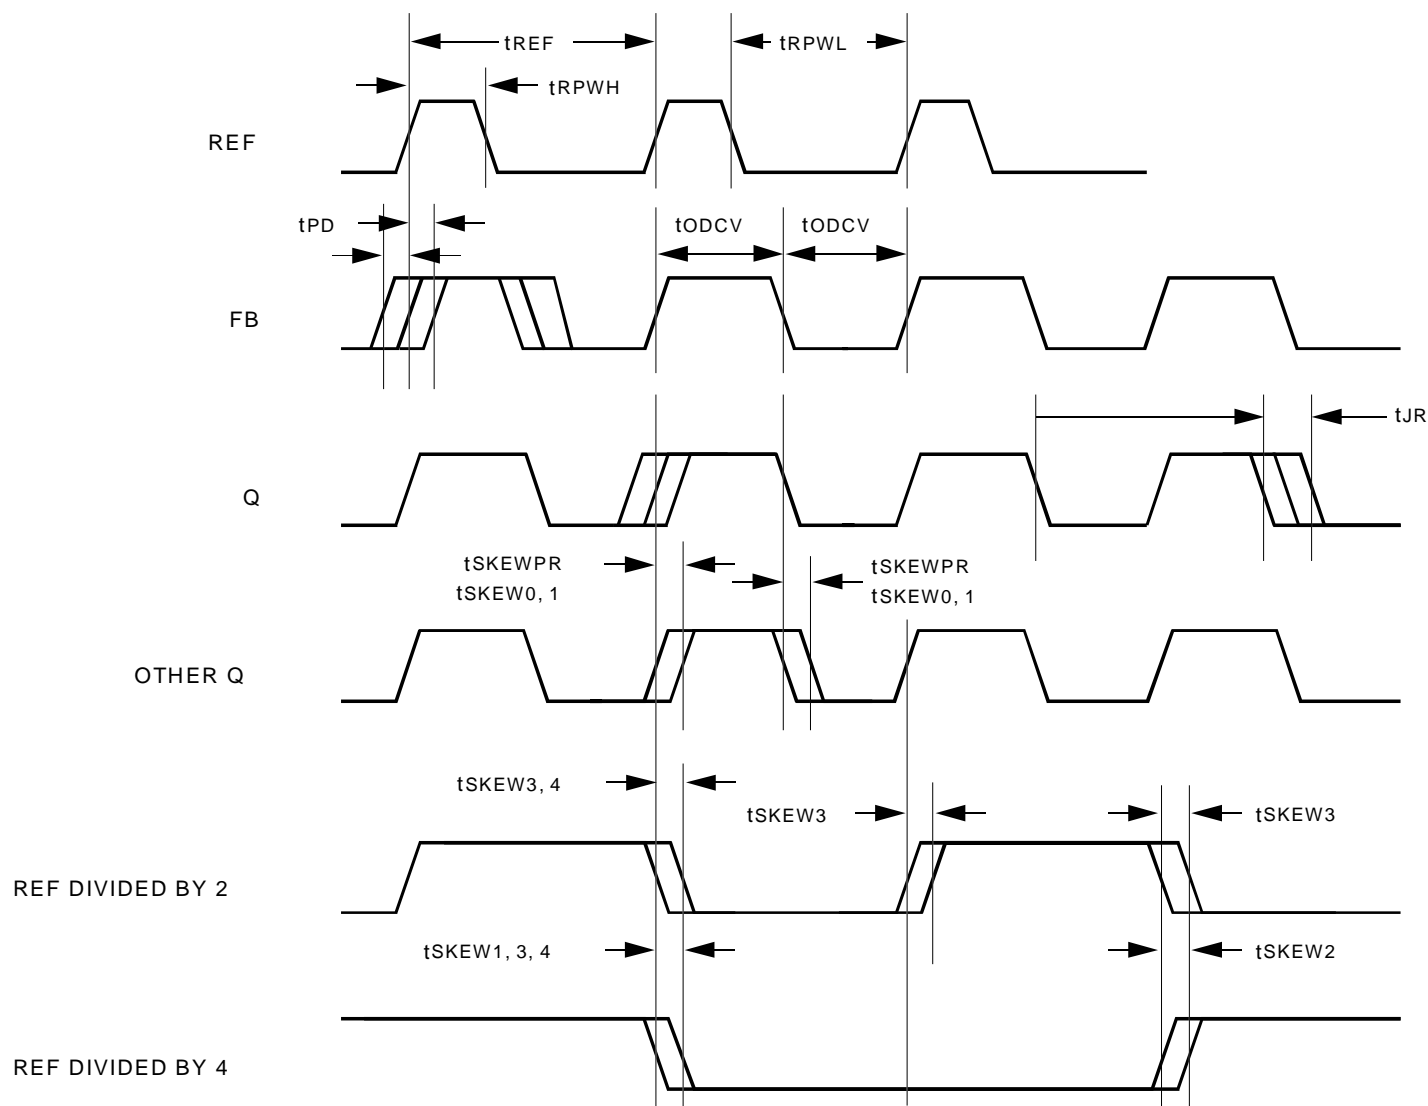 tREF
tRPWL
tRPWH
REF
tPD
tODCV
tODCV
FB
tJR
Q
tSKEWPR
tSKEW0, 1
tSKEWPR
tSKEW0, 1
OTHER Q
tSKEW3, 4
tSKEW3
tSKEW3
REF DIVIDED BY 2
tSKEW1, 3, 4
tSKEW2
REF DIVIDED BY 4